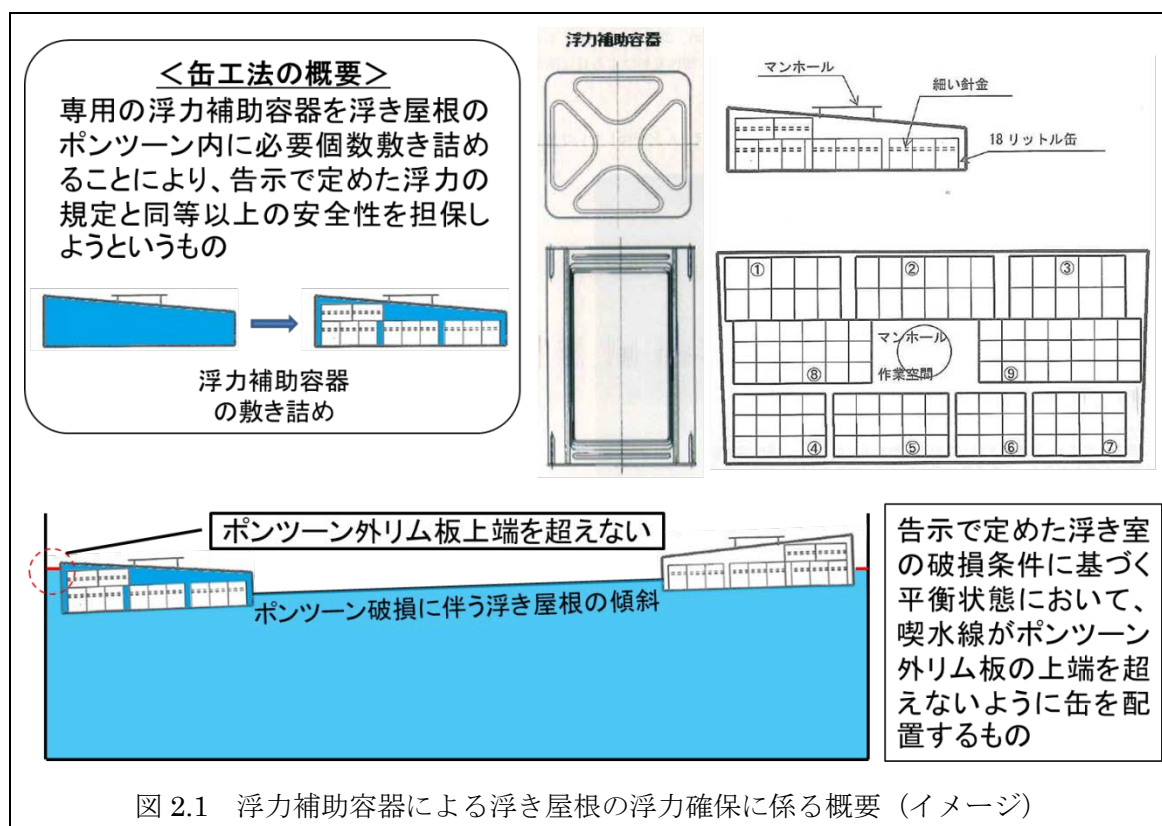 ＜缶工法の概要＞
専用の浮力補助容器を浮き屋根の
ポンツーン内に必要個数敷き詰め
ることにより、告示で定めた浮力の
規定と同等以上の安全性を担保し
ようというもの
浮力補助容器
の敷き詰め
浮力補助容器
マンホール
細い針金
18 リットル缶
①
②
③
マンホール
作業空間
⑧
⑨
④
⑤
⑥
⑦
ポンツーン外リム板上端を超えない
ポンツーン破損に伴う浮き屋根の傾斜
告示で定めた浮き室
の破損条件に基づく
平衡状態において、
喫水線がポンツーン
外リム板の上端を超
えないように缶を配
置するもの
図 2.1　浮力補助容器による浮き屋根の浮力確保に係る概要（イメージ）